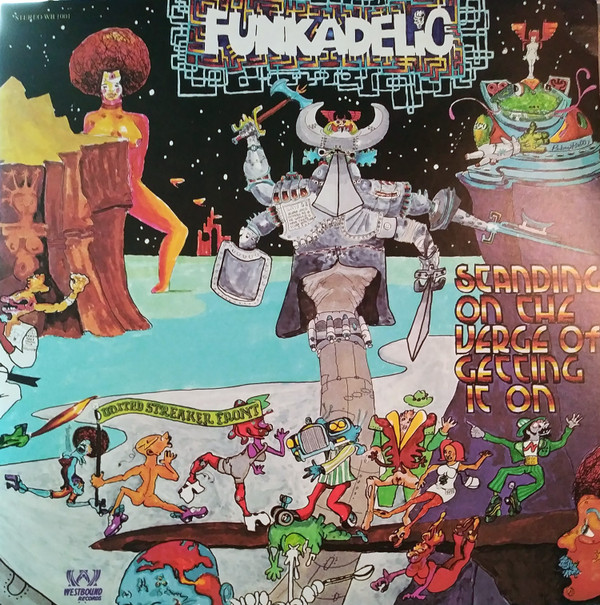 STEREO-WB 1001
FUNKADELIC
STANDING
ON THE
VERGE OF
GETTING
IT ON
UNITED STREAKER FRONT
WESTBOUND
RECORDS